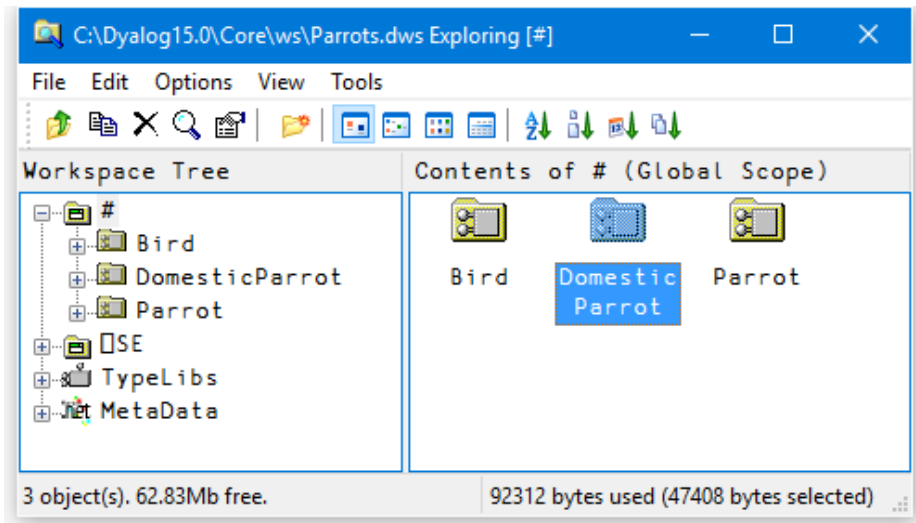 C:\Dyalog15.0\Core\ws\Parrots.dws Exploring [#]
File Edit Options View Tools
Workspace Tree
Contents of # (Global Scope)
#
Bird
DomesticParrot
Parrot
⎕SE
TypeLibs
.net MetaData
Bird
Domestic
Parrot
Parrot
3 object(s). 62.83Mb free.
92312 bytes used (47408 bytes selected)